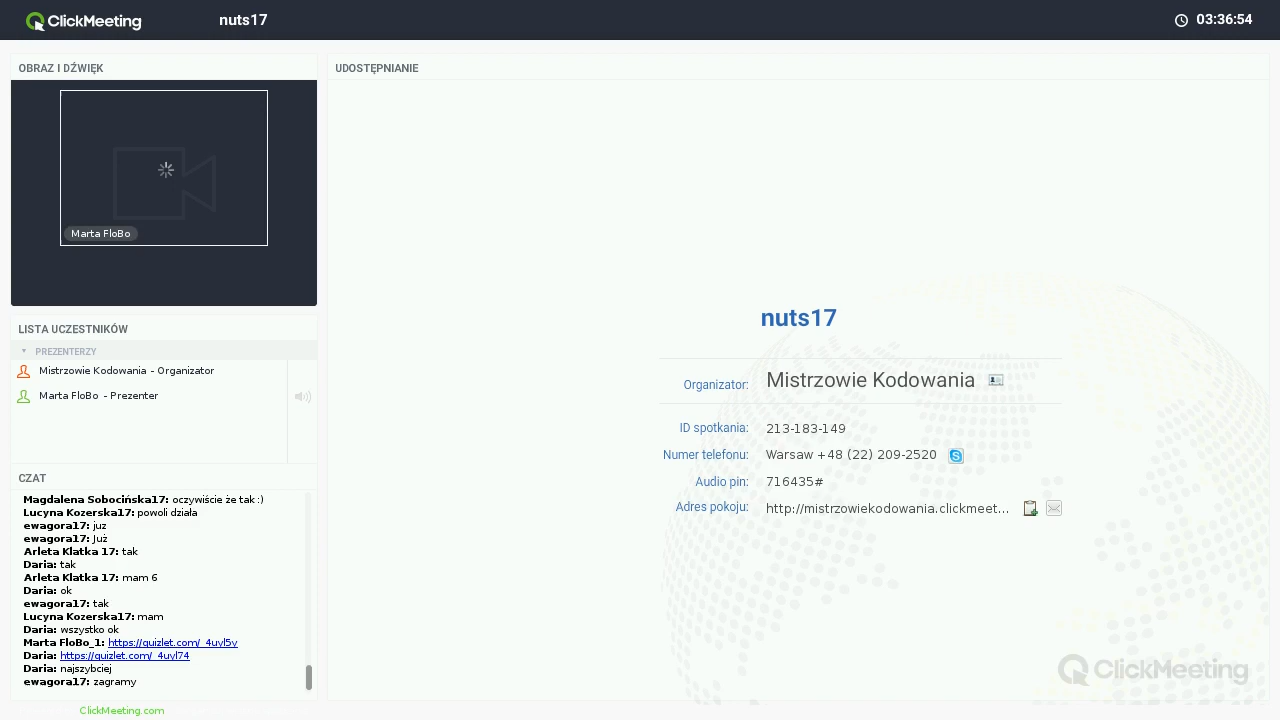 ClickMeeting
nuts17
03:36:54
OBRAZ I DŹWIĘK
UDOSTĘPNIANIE
Marta FloBo
LISTA UCZESTNIKÓW
PREZENTERZY
Mistrzowie Kodowania - Organizator
Marta FloBo - Prezenter
CZAT
Magdalena Sobocińska17: oczywiście że tak :)
Lucyna Kozerska17: powoli działa
ewagora17: juz
ewagora17: Już
Arleta Klatka 17: tak
Daria: tak
Arleta Klatka 17: mam 6
Daria: ok
ewagora17: tak
Lucyna Kozerska17: mam
Daria: wszystko ok
Marta FloBo_1: https://quizlet.com/_4uyl5y
Daria: https://quizlet.com/_4uyl74
Daria: najszybciej
ewagora17: zagramy
ClickMeeting.com
nuts17
Organizator: Mistrzowie Kodowania
ID spotkania: 213-183-149
Numer telefonu: Warsaw +48 (22) 209-2520
Audio pin: 716435#
Adres pokoju: http://mistrzowiekodowania.clickmeet...
ClickMeeting